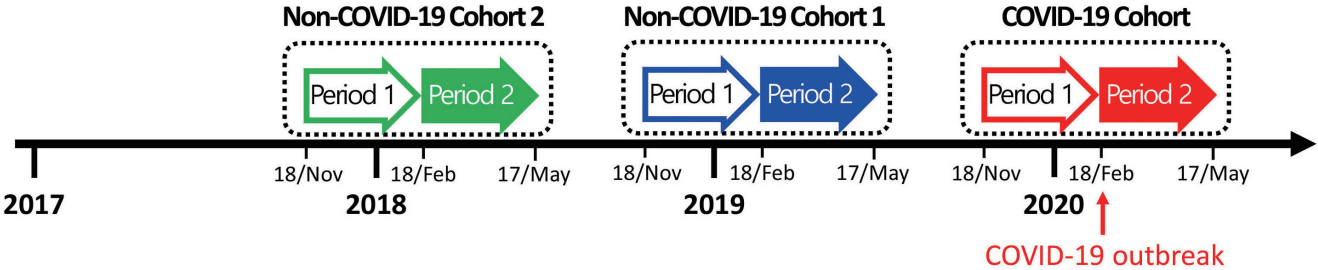 Non-COVID-19 Cohort 2 Non-COVID-19 Cohort 1 COVID-19 Cohort
Period 1 Period 2 Period 1 Period 2 Period 1 Period 2
18/Nov 18/Feb 17/May 18/Nov 18/Feb 17/May 18/Nov 18/Feb 17/May
2017 2018 2019 2020
COVID-19 outbreak